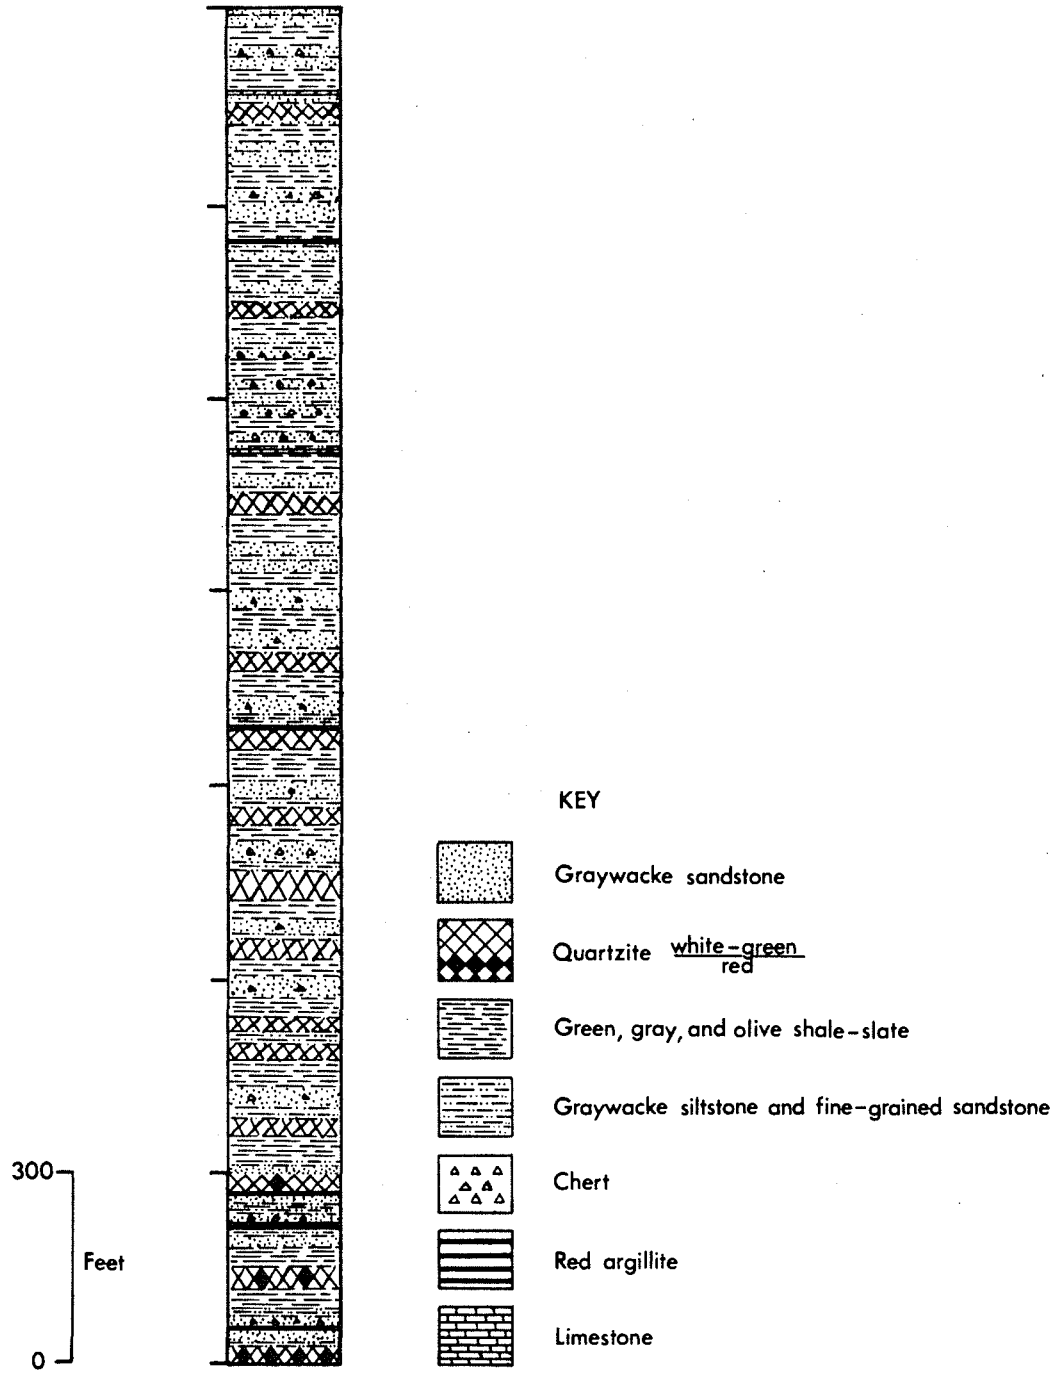 KEY
Graywacke sandstone
Quartzite white-green
red
Green, gray, and olive shale-slate
Graywacke siltstone and fine-grained sandstone
Chert
Red argillite
Limestone
300
Feet
0